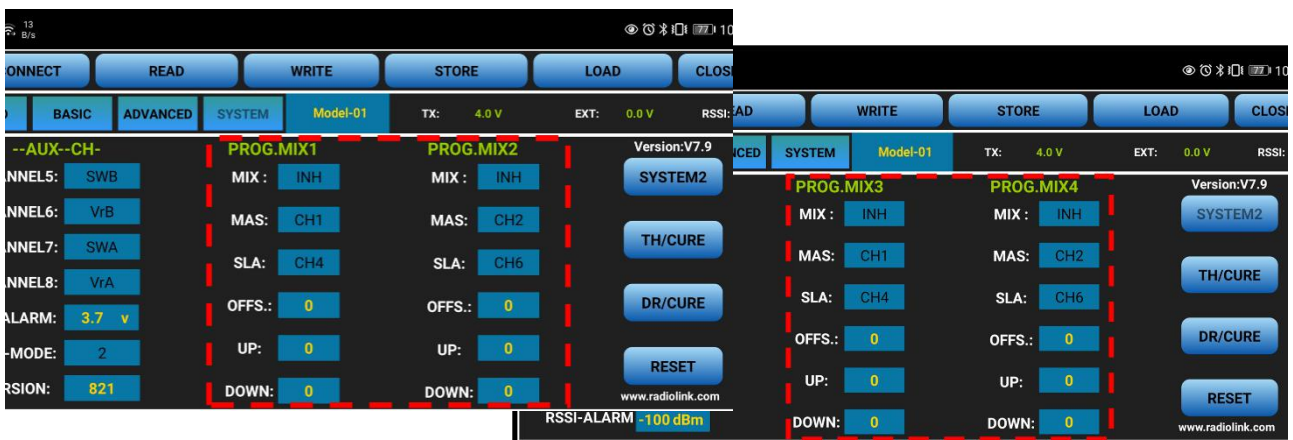 13
B/s
77 10
ONNECT READ WRITE STORE LOAD CLOS
BASIC ADVANCED SYSTEM Model-01 TX: 4.0 V EXT: 0.0 V RSSI:
--AUX--CH- PROG.MIX1 PROG.MIX2 Version:V7.9
NNEL5: SWB MIX : INH MIX : INH SYSTEM2
NNEL6: VrB MAS: CH1 MAS: CH2
NNEL7: SWA SLA: CH4 SLA: CH6 TH/CURE
NNEL8: VrA OFFS.: 0 OFFS.: 0 DR/CURE
ALARM: 3.7 v UP: 0 UP: 0
-MODE: 2 RESET
RSION: 821 DOWN: 0 DOWN: 0 www.radiolink.com
77 10
AD WRITE STORE LOAD CLOS
NCED SYSTEM Model-01 TX: 4.0 V EXT: 0.0 V RSSI:
PROG.MIX3 PROG.MIX4 Version:V7.9
MIX : INH MIX : INH SYSTEM2
MAS: CH1 MAS: CH2
SLA: CH4 SLA: CH6 TH/CURE
OFFS.: 0 OFFS.: 0 DR/CURE
UP: 0 UP: 0 RESET
RSSI-ALARM -100 dBm DOWN: 0 DOWN: 0 www.radiolink.com